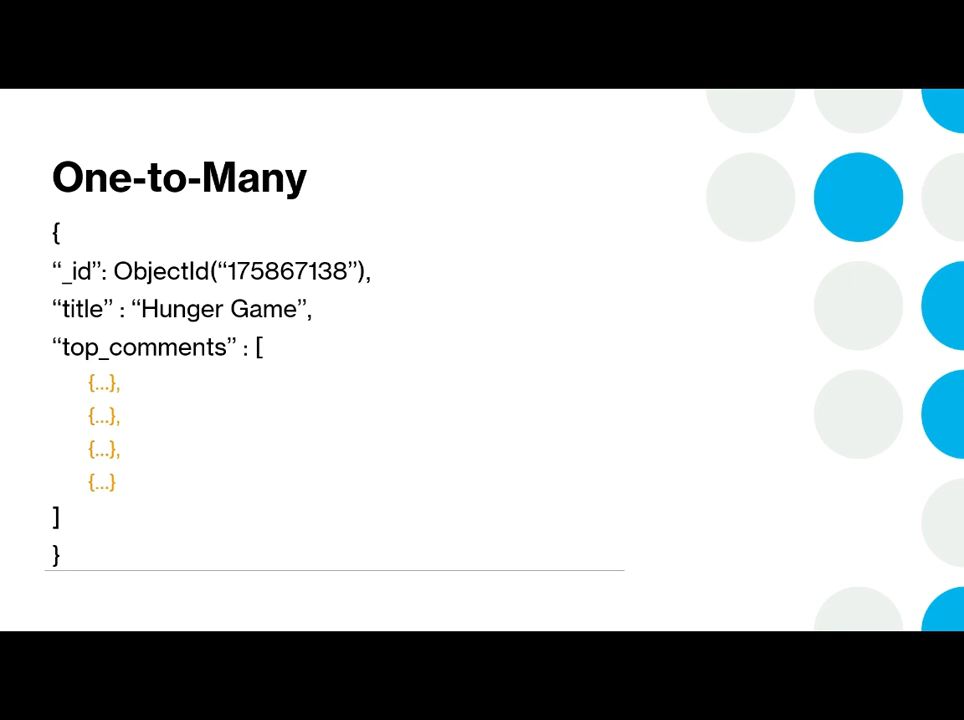 One-to-Many
{
“_id”: ObjectId(“175867138”),
“title” : “Hunger Game”,
“top_comments” : [
{...},
{...},
{...},
{...}
]
}